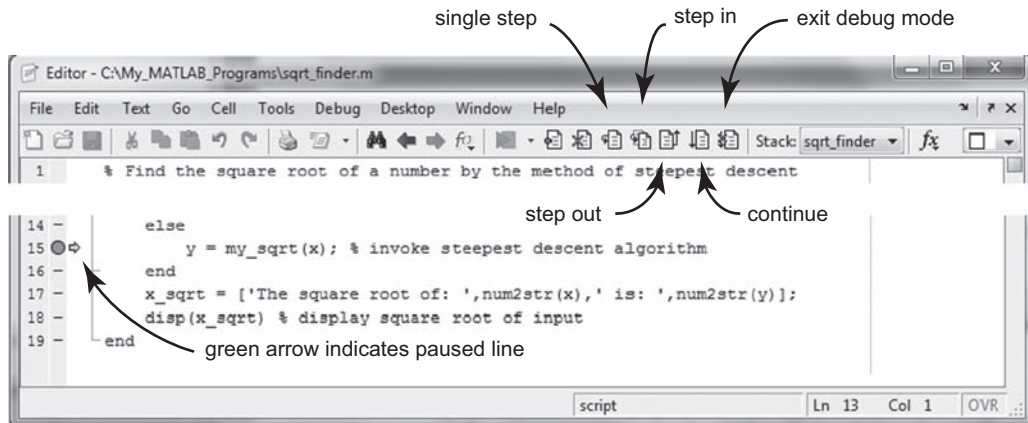 single step
step in
exit debug mode
Editor - C:\My_MATLAB_Programs\sqrt_finder.m
File Edit Text Go Cell Tools Debug Desktop Window Help
Stack: sqrt_finder fx
1 % Find the square root of a number by the method of steepest descent
step out
continue
14 - else
15 y = my_sqrt(x); % invoke steepest descent algorithm
16 - end
17 - x_sqrt = ['The square root of: ',num2str(x),' is: ',num2str(y)];
18 - disp(x_sqrt) % display square root of input
19 - end
green arrow indicates paused line
script Ln 13 Col 1 OVR